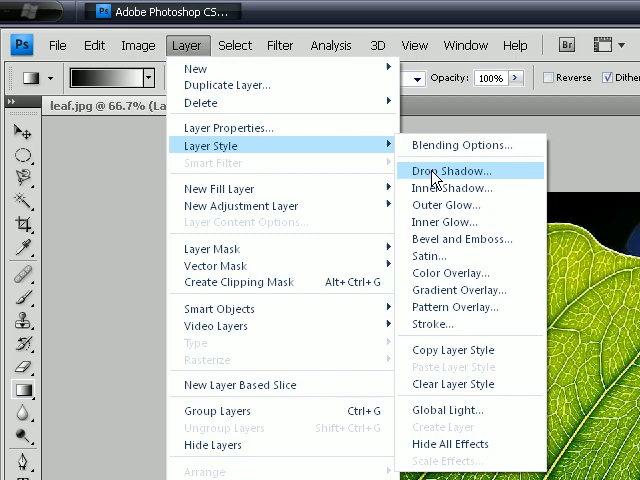 Ps Adobe Photoshop CS...
Ps File Edit Image Layer Select Filter Analysis 3D View Window Help Br
Opacity: 100% Reverse Dither
leaf.jpg @ 66.7% (La
New
Duplicate Layer...
Delete
Layer Properties...
Layer Style
Smart Filter
New Fill Layer
New Adjustment Layer
Layer Content Options...
Layer Mask
Vector Mask
Create Clipping Mask Alt+Ctrl+G
Smart Objects
Video Layers
Type
Rasterize
New Layer Based Slice
Group Layers Ctrl+G
Ungroup Layers Shift+Ctrl+G
Hide Layers
Arrange
Blending Options...
Drop Shadow...
Inner Shadow...
Outer Glow...
Inner Glow...
Bevel and Emboss...
Satin...
Color Overlay...
Gradient Overlay...
Pattern Overlay...
Stroke...
Copy Layer Style
Paste Layer Style
Clear Layer Style
Global Light...
Create Layer
Hide All Effects
Scale Effects...